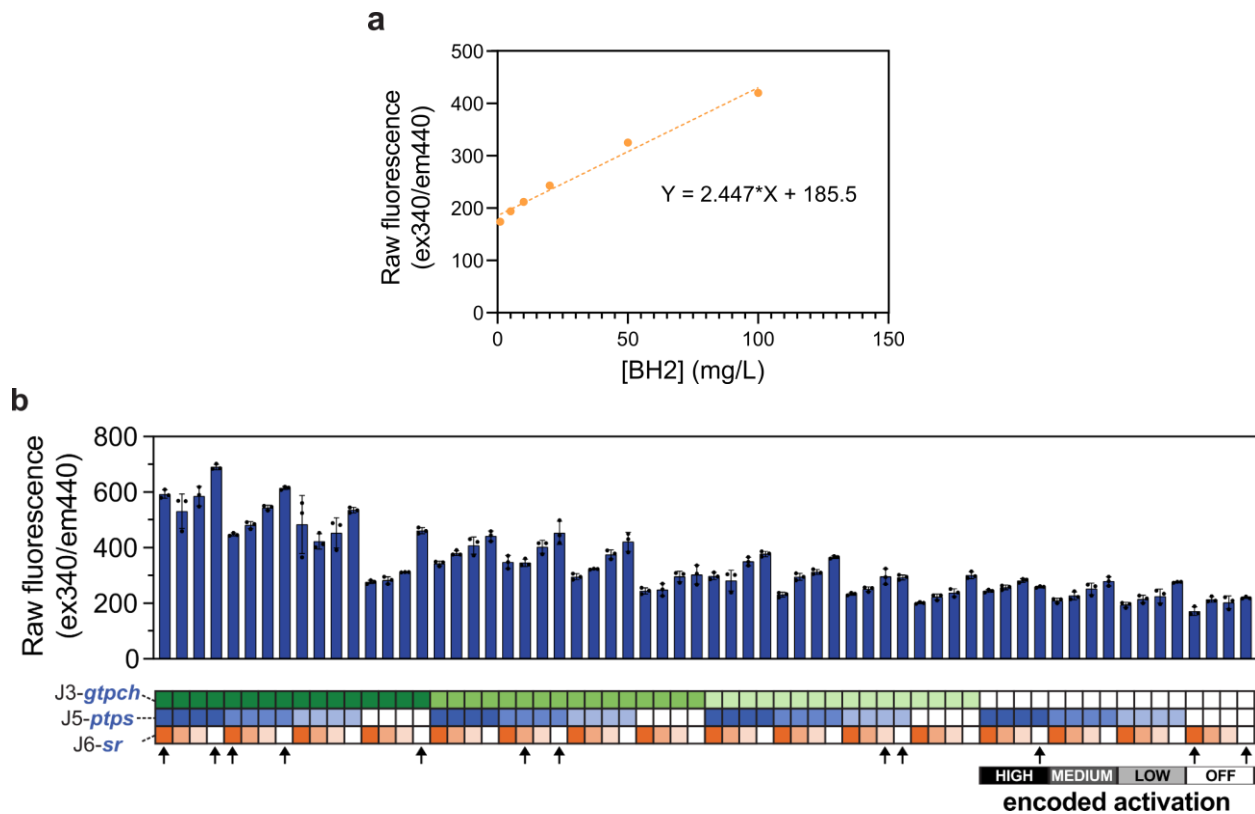 a
500
400
300
200
100
0
Raw fluorescence
(ex340/em440)
Y = 2.447*X + 185.5
0 50 100 150
[BH2] (mg/L)
b
800
600
400
200
0
Raw fluorescence
(ex340/em440)
J3-gtpch
J5-ptps
J6-sr
HIGH MEDIUM LOW OFF
encoded activation